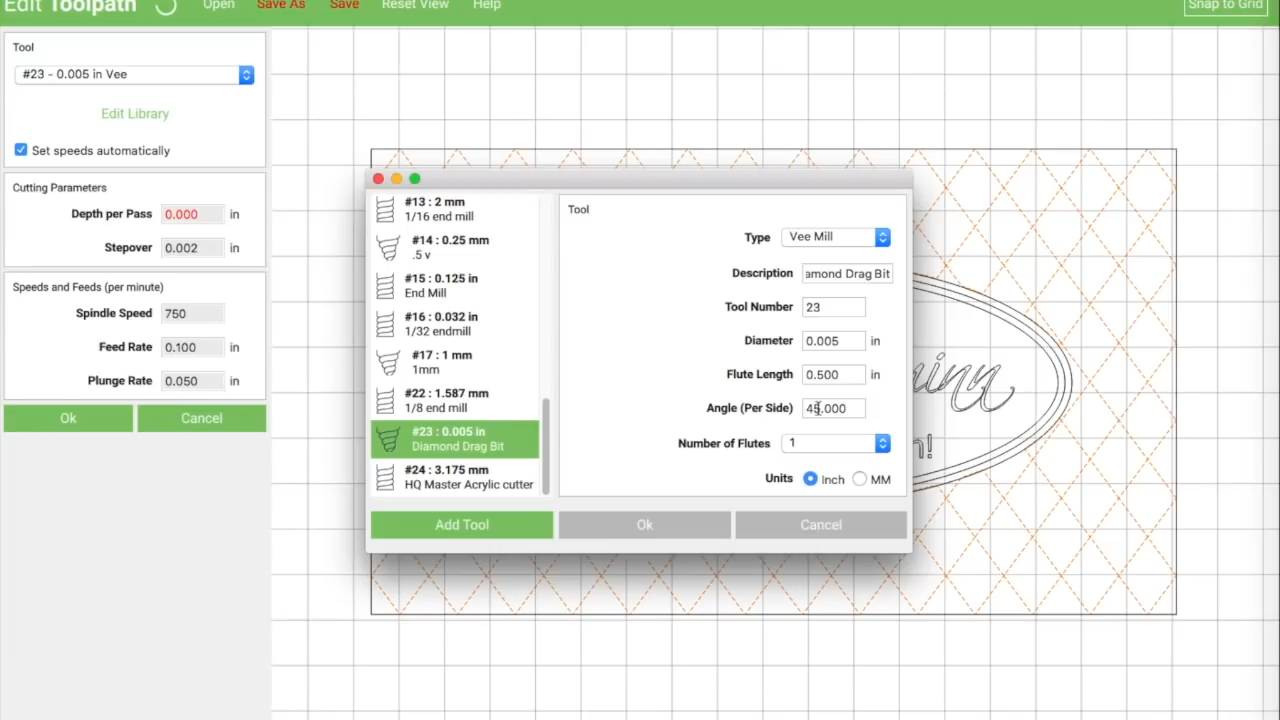 Edit Toolpath Open Save As Save Reset View Help Snap to Grid
Tool
#23 - 0.005 in Vee
Edit Library
Set speeds automatically
Cutting Parameters
Depth per Pass 0.000 in
Stepover 0.002 in
Speeds and Feeds (per minute)
Spindle Speed 750
Feed Rate 0.100 in
Plunge Rate 0.050 in
Ok Cancel
#13 : 2 mm
1/16 end mill
#14 : 0.25 mm
.5 v
#15 : 0.125 in
End Mill
#16 : 0.032 in
1/32 endmill
#17 : 1 mm
1mm
#22 : 1.587 mm
1/8 end mill
#23 : 0.005 in
Diamond Drag Bit
#24 : 3.175 mm
HQ Master Acrylic cutter
Add Tool
Tool
Type Vee Mill
Description amond Drag Bit
Tool Number 23
Diameter 0.005 in
Flute Length 0.500 in
Angle (Per Side) 45.000
Number of Flutes 1
Units Inch MM
Ok Cancel